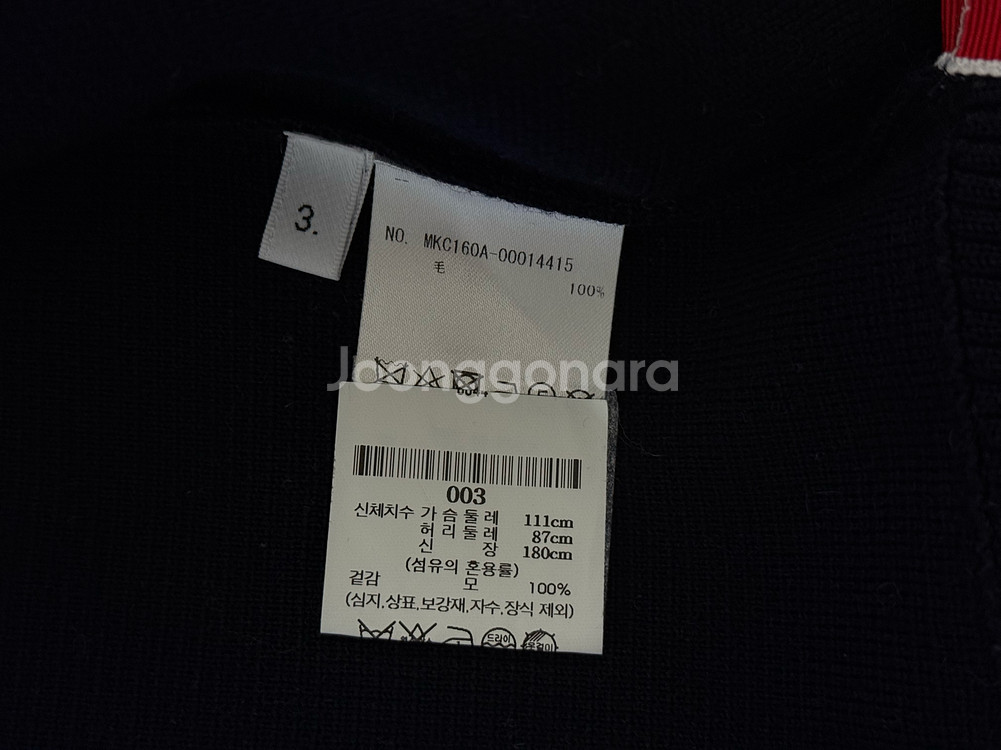 3.
NO. MKC160A-00014415
毛
100%
Joonggonara
003
신체치수 가 슴 둘 레 111cm
허 리 둘 레 87cm
신 장 180cm
(섬유의 혼용률)
겉감 모 100%
(심지,상표,보강재,자수,장식 제외)
드라이